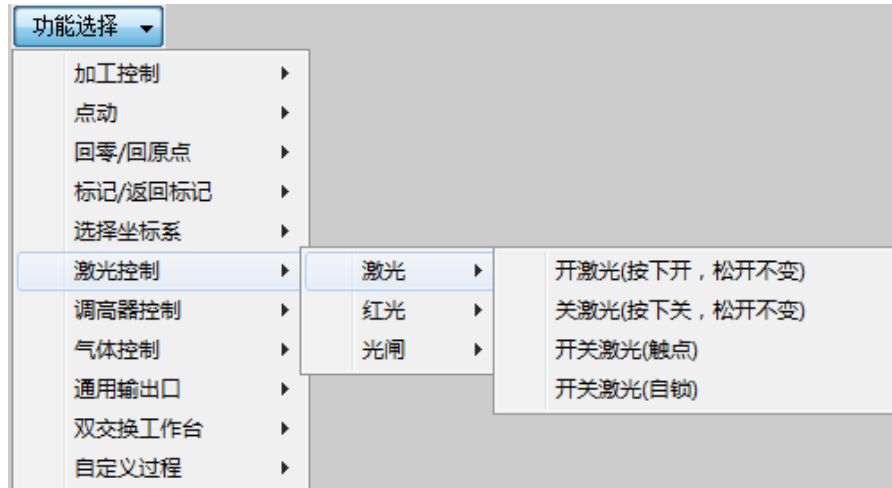 功能选择
加工控制
点动
回零/回原点
标记/返回标记
选择坐标系
激光控制
调高器控制
气体控制
通用输出口
双交换工作台
自定义过程
激光
红光
光闸
开激光(按下开，松开不变)
关激光(按下关，松开不变)
开关激光(触点)
开关激光(自锁)